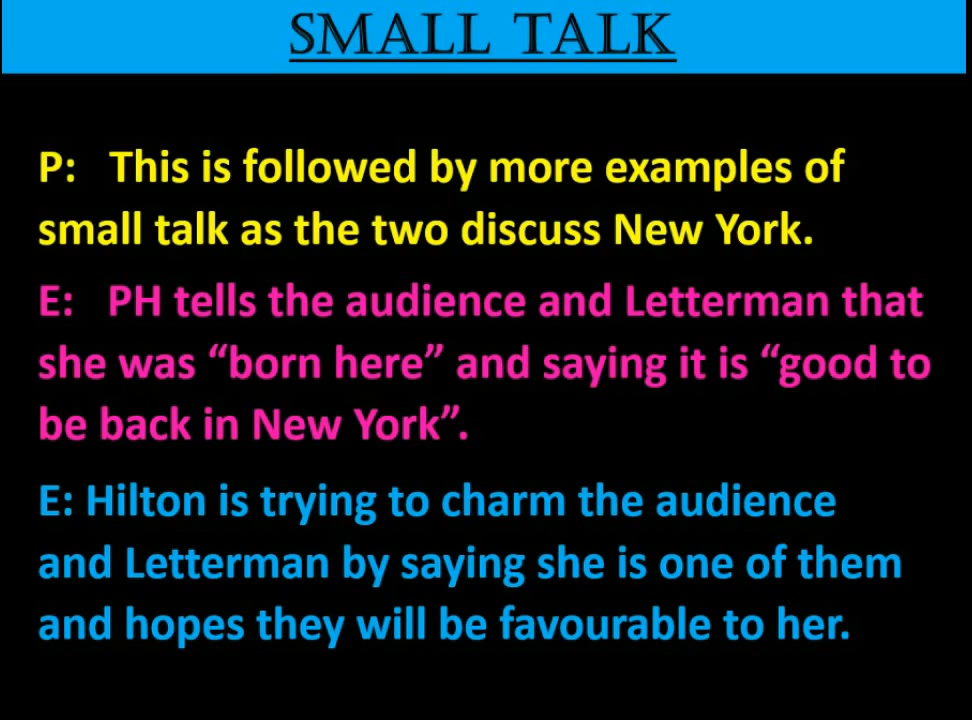 SMALL TALK
P: This is followed by more examples of
small talk as the two discuss New York.
E: PH tells the audience and Letterman that
she was “born here” and saying it is “good to
be back in New York”.
E: Hilton is trying to charm the audience
and Letterman by saying she is one of them
and hopes they will be favourable to her.